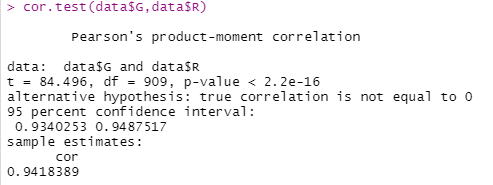 > cor.test(data$G,data$R)
Pearson's product-moment correlation
data:  data$G and data$R
t = 84.496, df = 909, p-value < 2.2e-16
alternative hypothesis: true correlation is not equal to 0
95 percent confidence interval:
 0.9340253 0.9487517
sample estimates:
      cor
0.9418389